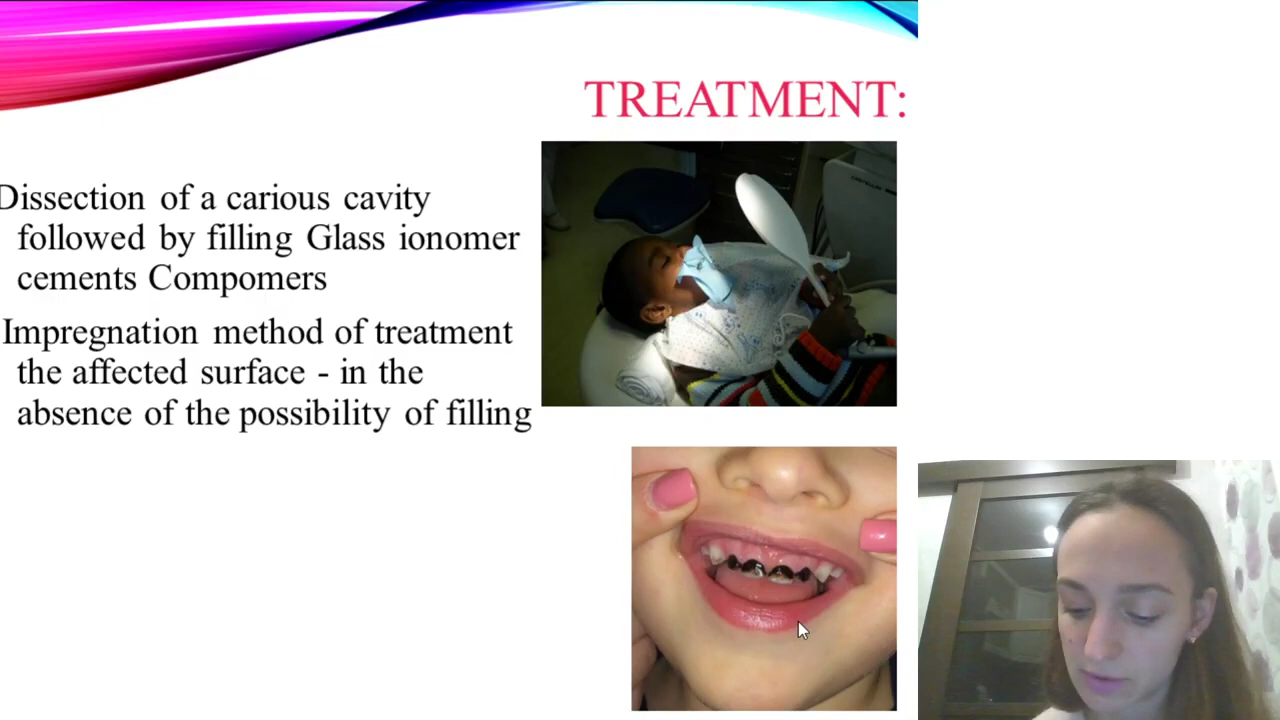 TREATMENT:
Dissection of a carious cavity
followed by filling Glass ionomer
cements Compomers
Impregnation method of treatment
the affected surface - in the
absence of the possibility of filling